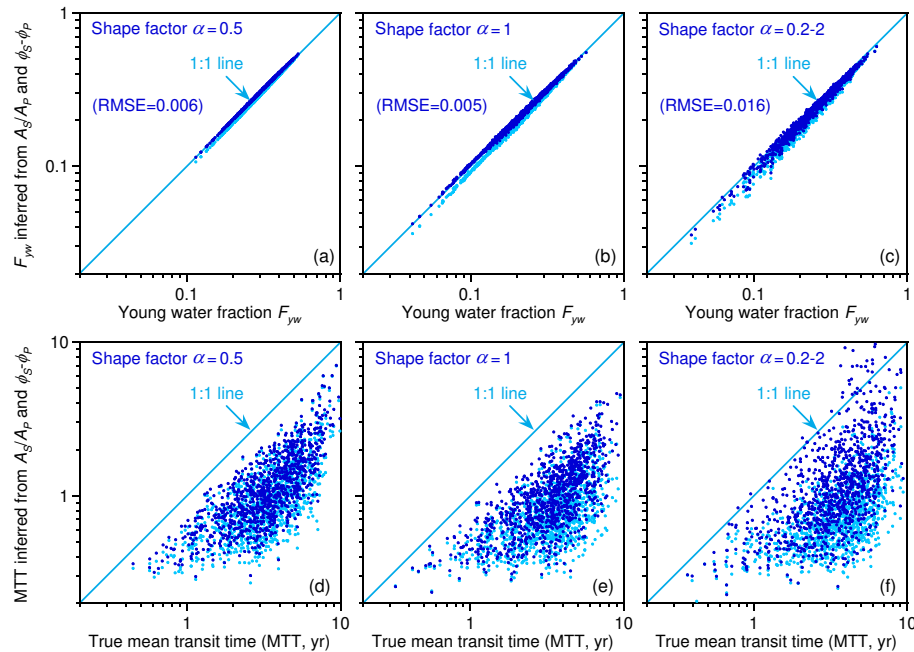 F_yw inferred from A_S/A_P and ϕ_S-ϕ_P
1
0.1
Shape factor α=0.5
1:1 line
(RMSE=0.006)
(a)
0.1
1
Young water fraction F_yw
Shape factor α=1
1:1 line
(RMSE=0.005)
(b)
0.1
1
Young water fraction F_yw
Shape factor α=0.2-2
1:1 line
(RMSE=0.016)
(c)
0.1
1
Young water fraction F_yw
MTT inferred from A_S/A_P and ϕ_S-ϕ_P
10
1
Shape factor α=0.5
1:1 line
(d)
1
10
True mean transit time (MTT, yr)
Shape factor α=1
1:1 line
(e)
1
10
True mean transit time (MTT, yr)
Shape factor α=0.2-2
1:1 line
(f)
1
10
True mean transit time (MTT, yr)